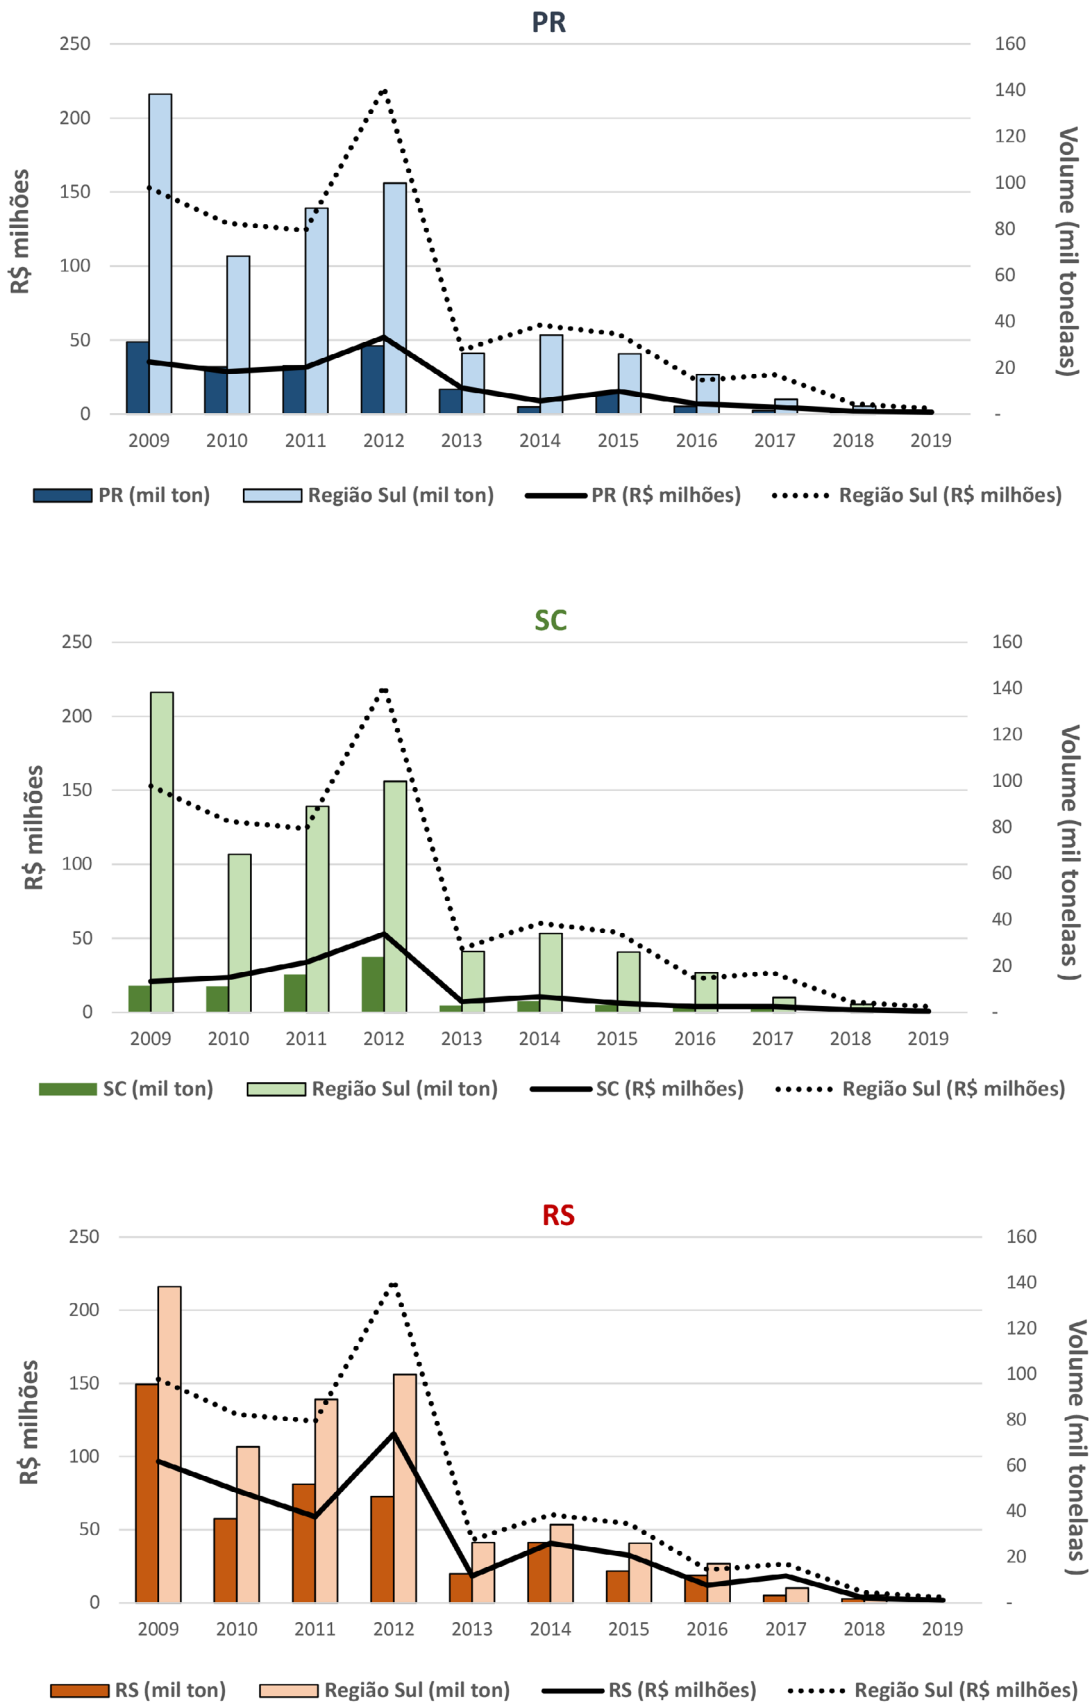 PR
250 160
200 140
150 120
100 100
50 80
0 60
40
20
-
R$ milhões
Volume (mil tonelaas)
2009 2010 2011 2012 2013 2014 2015 2016 2017 2018 2019
PR (mil ton) Região Sul (mil ton) PR (R$ milhões) Região Sul (R$ milhões)
SC
250 160
200 140
150 120
100 100
50 80
0 60
40
20
-
R$ milhões
Volume (mil tonelaas )
2009 2010 2011 2012 2013 2014 2015 2016 2017 2018 2019
SC (mil ton) Região Sul (mil ton) SC (R$ milhões) Região Sul (R$ milhões)
RS
250 160
200 140
150 120
100 100
50 80
0 60
40
20
-
R$ milhões
Volume (mil tonelaas )
2009 2010 2011 2012 2013 2014 2015 2016 2017 2018 2019
RS (mil ton) Região Sul (mil ton) RS (R$ milhões) Região Sul (R$ milhões)